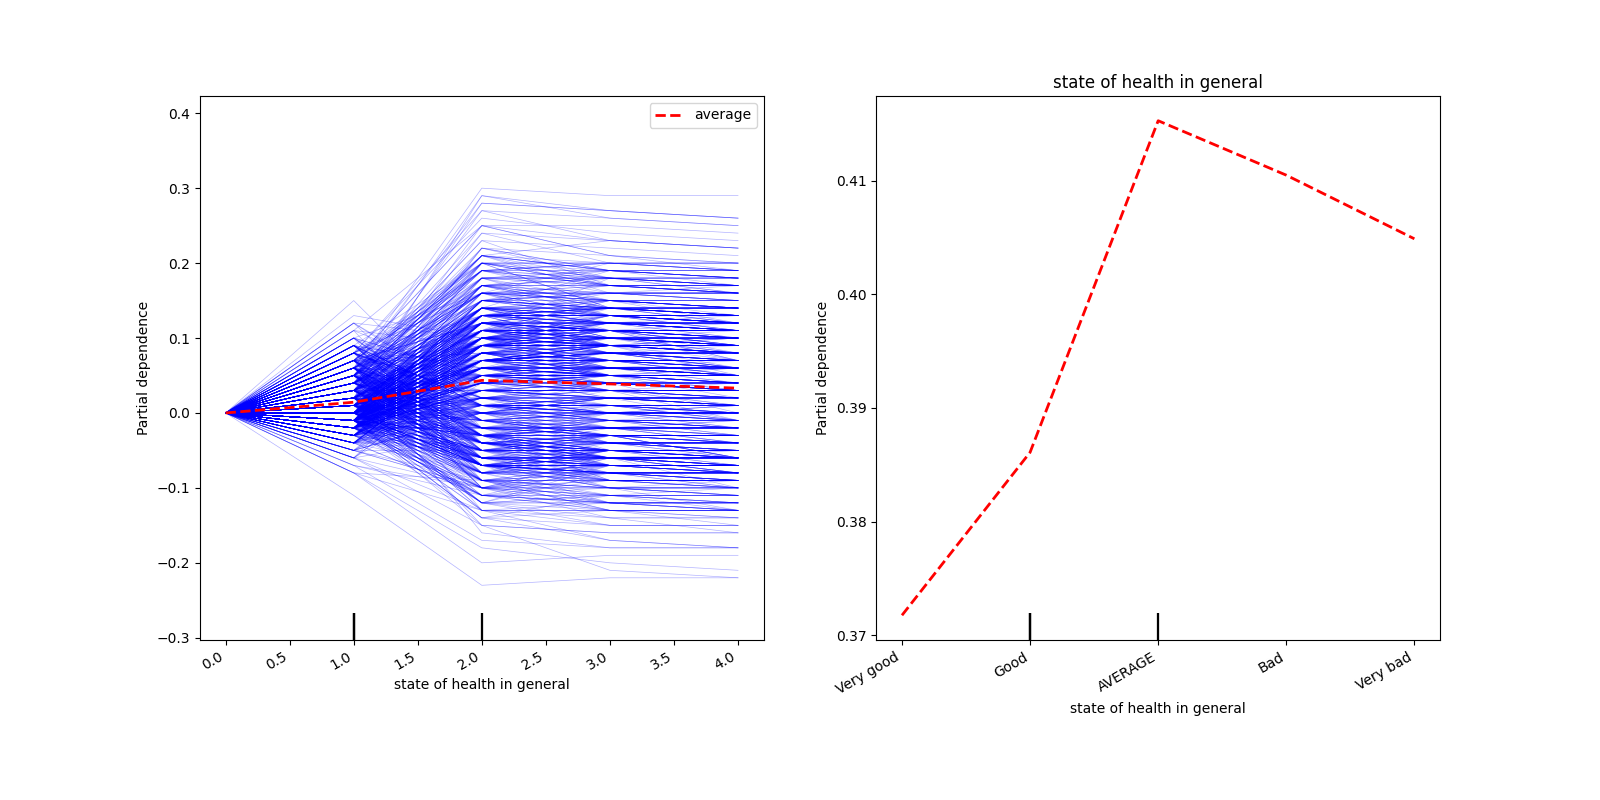 average
0.4
0.3
0.2
0.1
0.0
−0.1
−0.2
−0.3
Partial dependence
0.0
0.5
1.0
1.5
2.0
2.5
3.0
3.5
4.0
state of health in general
state of health in general
0.41
0.40
0.39
0.38
0.37
Partial dependence
Very good
Good
AVERAGE
Bad
Very bad
state of health in general